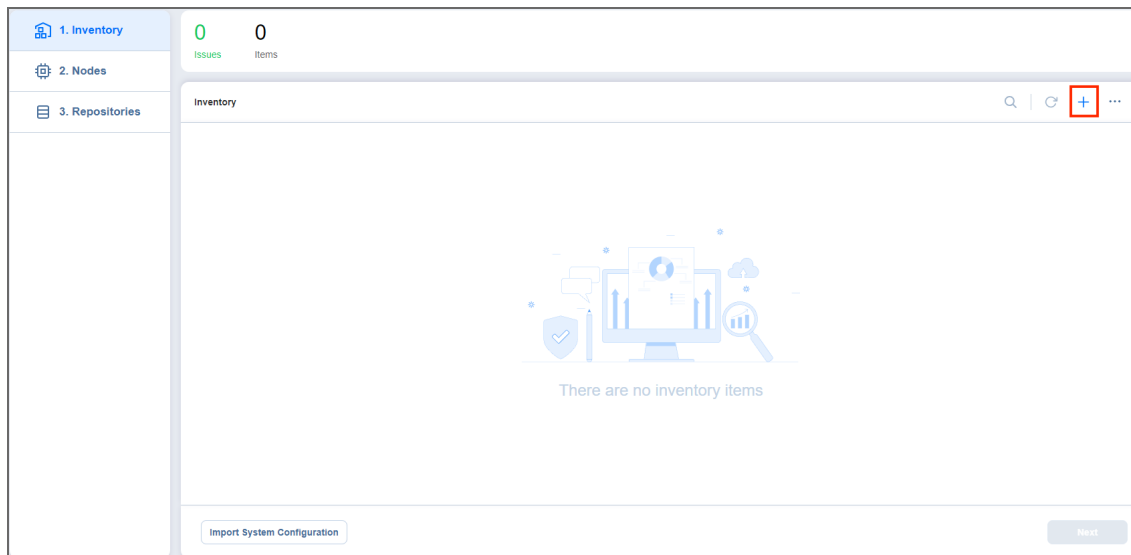 1. Inventory
2. Nodes
3. Repositories
0 0
Issues Items
Inventory
There are no inventory items
Import System Configuration
Next